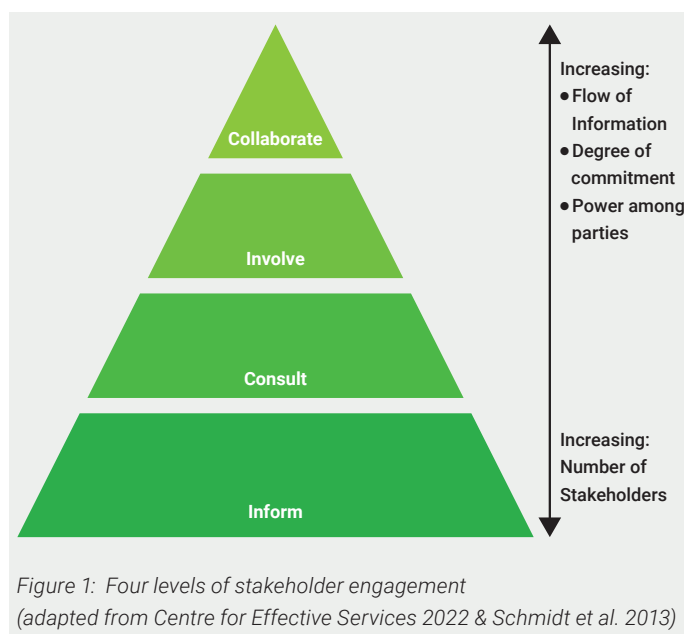 Collaborate
Involve
Consult
Inform
Increasing:
● Flow of
Information
● Degree of
commitment
● Power among
parties
Increasing:
Number of
Stakeholders
Figure 1: Four levels of stakeholder engagement
(adapted from Centre for Effective Services 2022 & Schmidt et al. 2013)